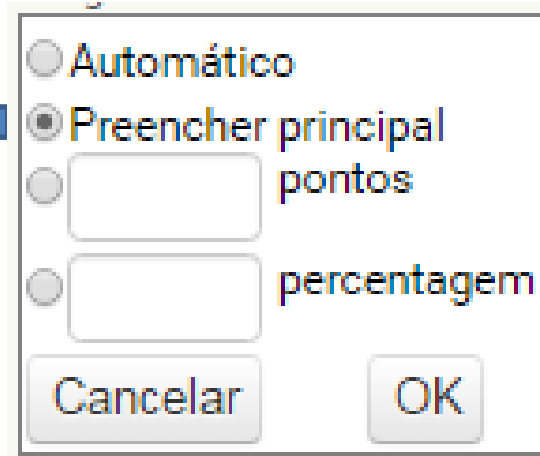 Automático
Preencher principal
pontos
percentagem
Cancelar OK